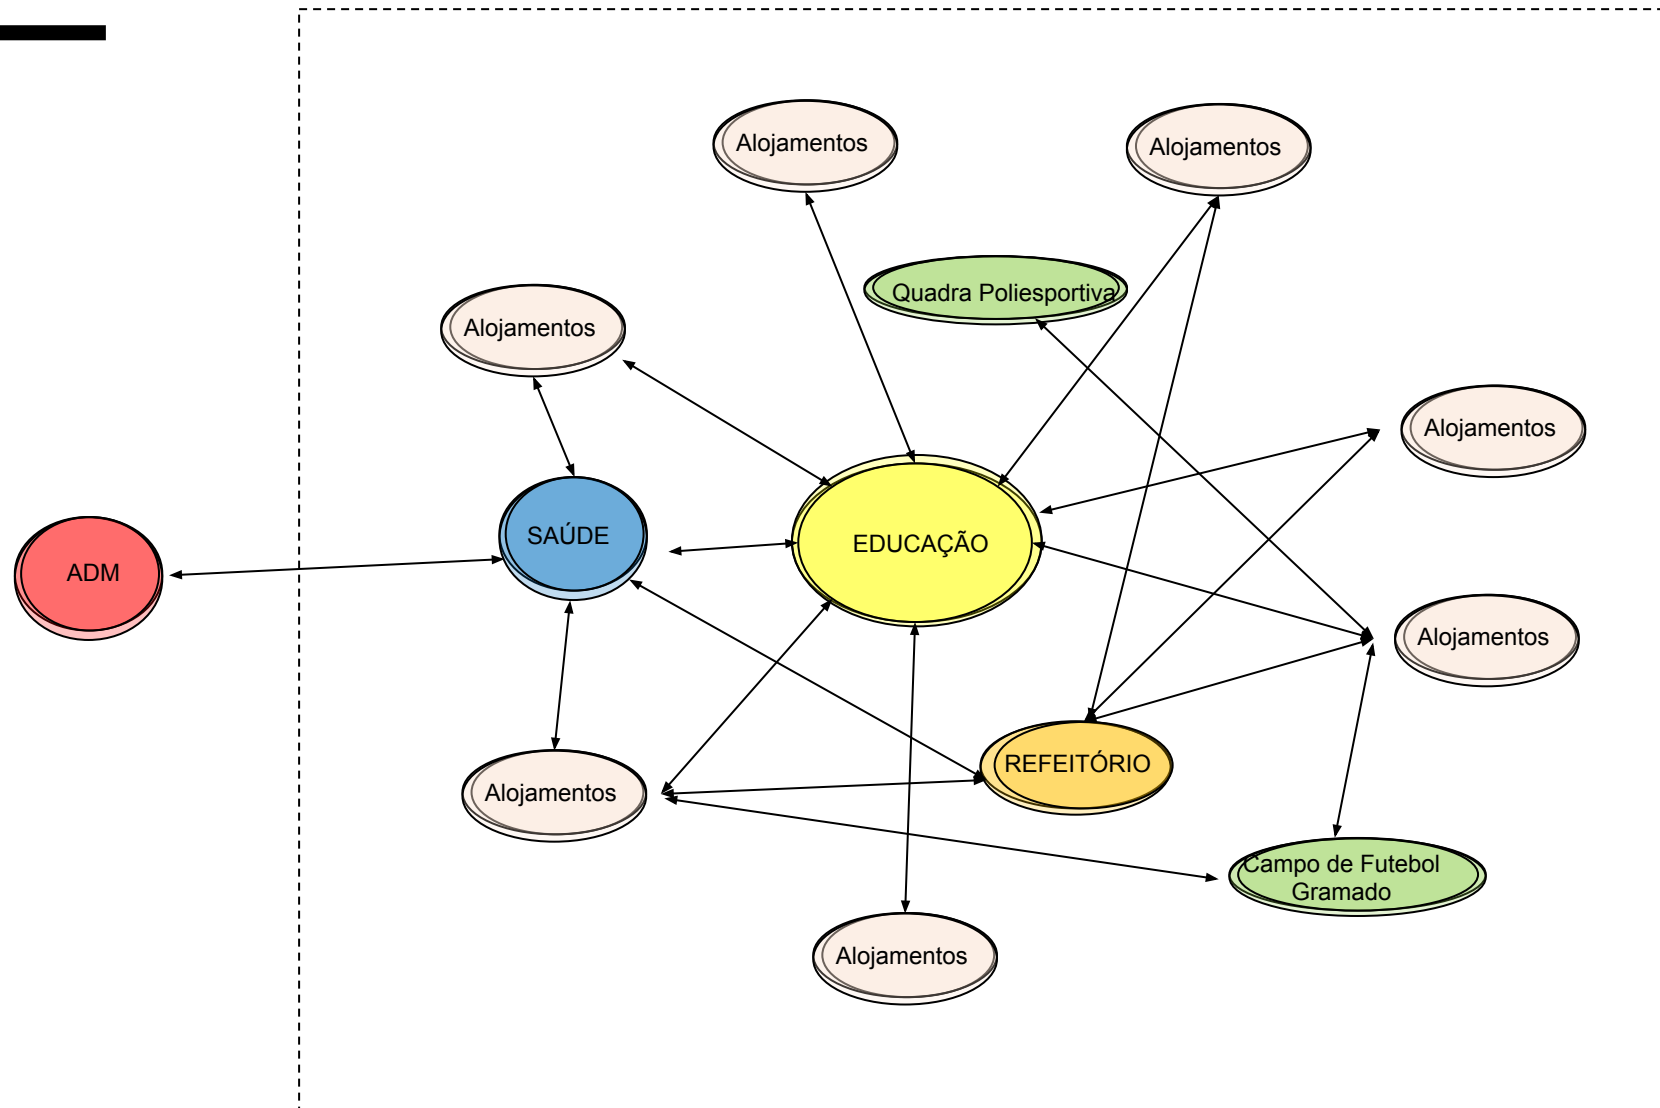 Alojamentos
Alojamentos
Quadra Poliesportiva
Alojamentos
Alojamentos
SAÚDE
EDUCAÇÃO
ADM
Alojamentos
REFEITÓRIO
Alojamentos
Campo de Futebol
Gramado
Alojamentos